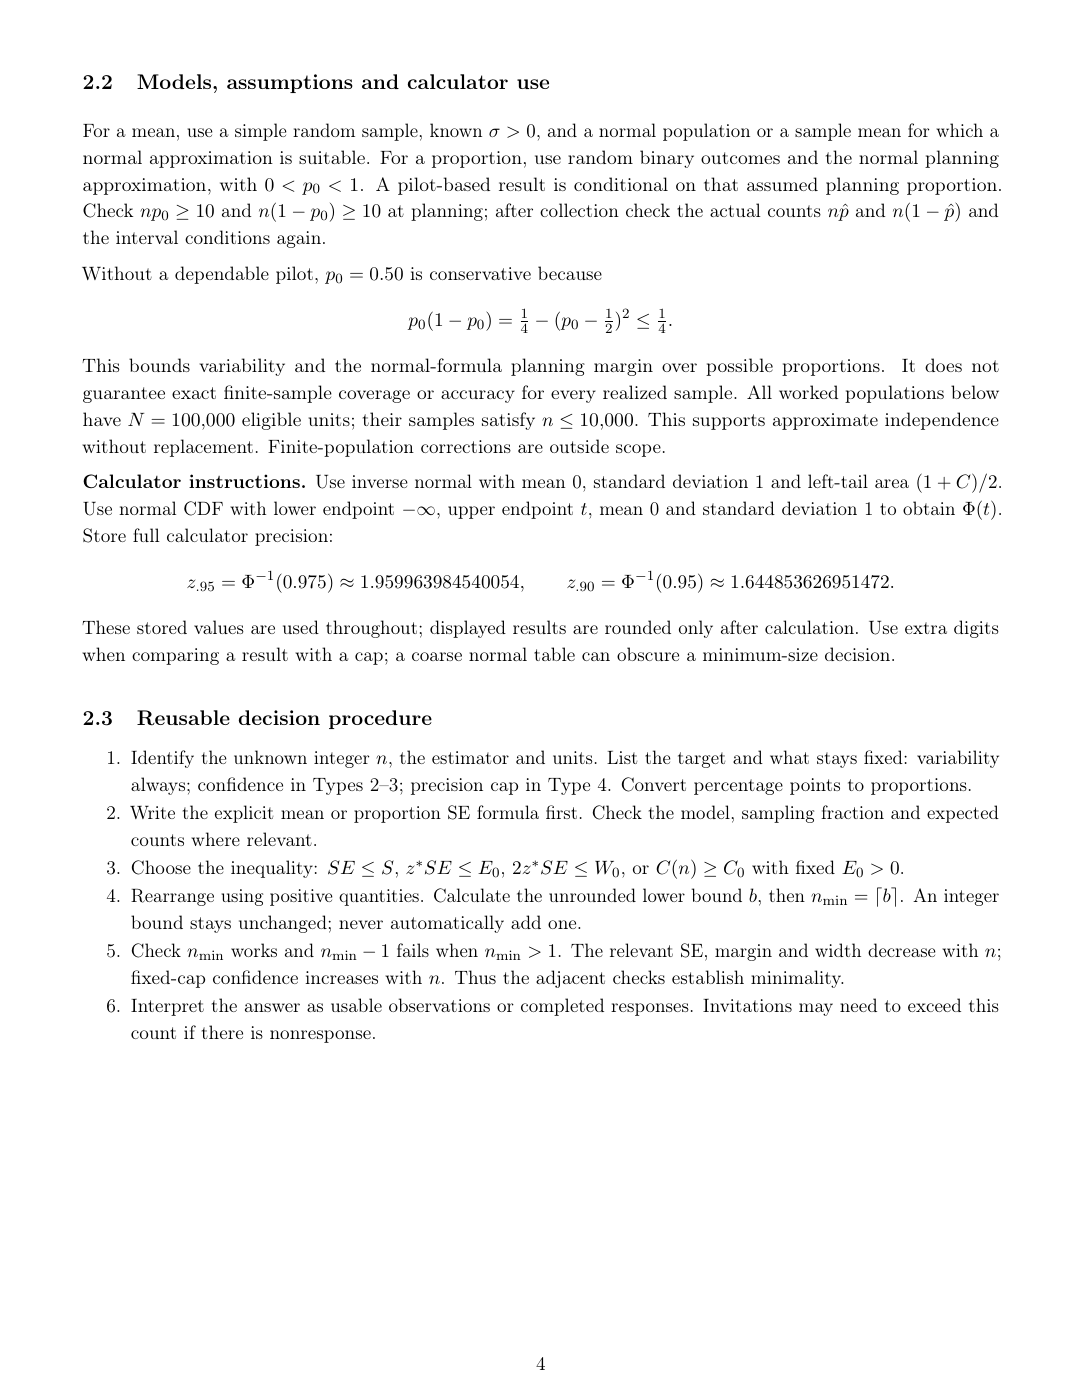 2.2 Models, assumptions and calculator use
For a mean, use a simple random sample, known σ > 0, and a normal population or a sample mean for which a
normal approximation is suitable. For a proportion, use random binary outcomes and the normal planning
approximation, with 0 < p₀ < 1. A pilot-based result is conditional on that assumed planning proportion.
Check np₀ ≥ 10 and n(1 − p₀) ≥ 10 at planning; after collection check the actual counts np̂ and n(1 − p̂) and
the interval conditions again.
Without a dependable pilot, p₀ = 0.50 is conservative because
p₀(1 − p₀) = 1/4 − (p₀ − 1/2)² ≤ 1/4.
This bounds variability and the normal-formula planning margin over possible proportions. It does not
guarantee exact finite-sample coverage or accuracy for every realized sample. All worked populations below
have N = 100,000 eligible units; their samples satisfy n ≤ 10,000. This supports approximate independence
without replacement. Finite-population corrections are outside scope.
Calculator instructions. Use inverse normal with mean 0, standard deviation 1 and left-tail area (1 + C)/2.
Use normal CDF with lower endpoint −∞, upper endpoint t, mean 0 and standard deviation 1 to obtain Φ(t).
Store full calculator precision:
z.95 = Φ⁻¹(0.975) ≈ 1.959963984540054, z.90 = Φ⁻¹(0.95) ≈ 1.644853626951472.
These stored values are used throughout; displayed results are rounded only after calculation. Use extra digits
when comparing a result with a cap; a coarse normal table can obscure a minimum-size decision.
2.3 Reusable decision procedure
1. Identify the unknown integer n, the estimator and units. List the target and what stays fixed: variability
always; confidence in Types 2–3; precision cap in Type 4. Convert percentage points to proportions.
2. Write the explicit mean or proportion SE formula first. Check the model, sampling fraction and expected
counts where relevant.
3. Choose the inequality: SE ≤ S, z*SE ≤ E₀, 2z*SE ≤ W₀, or C(n) ≥ C₀ with fixed E₀ > 0.
4. Rearrange using positive quantities. Calculate the unrounded lower bound b, then n_min = ⌈b⌉. An integer
bound stays unchanged; never automatically add one.
5. Check n_min works and n_min − 1 fails when n_min > 1. The relevant SE, margin and width decrease with n;
fixed-cap confidence increases with n. Thus the adjacent checks establish minimality.
6. Interpret the answer as usable observations or completed responses. Invitations may need to exceed this
count if there is nonresponse.
4